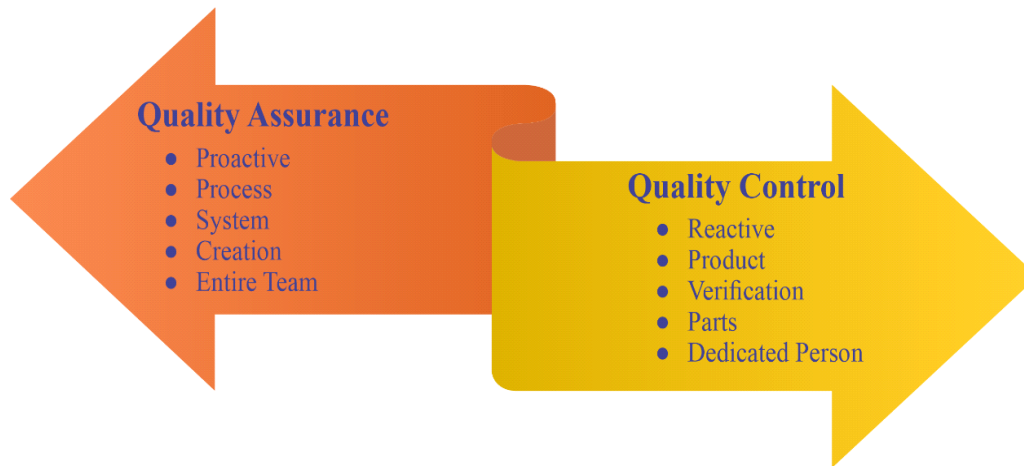 Quality Assurance
● Proactive
● Process
● System
● Creation
● Entire Team
Quality Control
● Reactive
● Product
● Verification
● Parts
● Dedicated Person